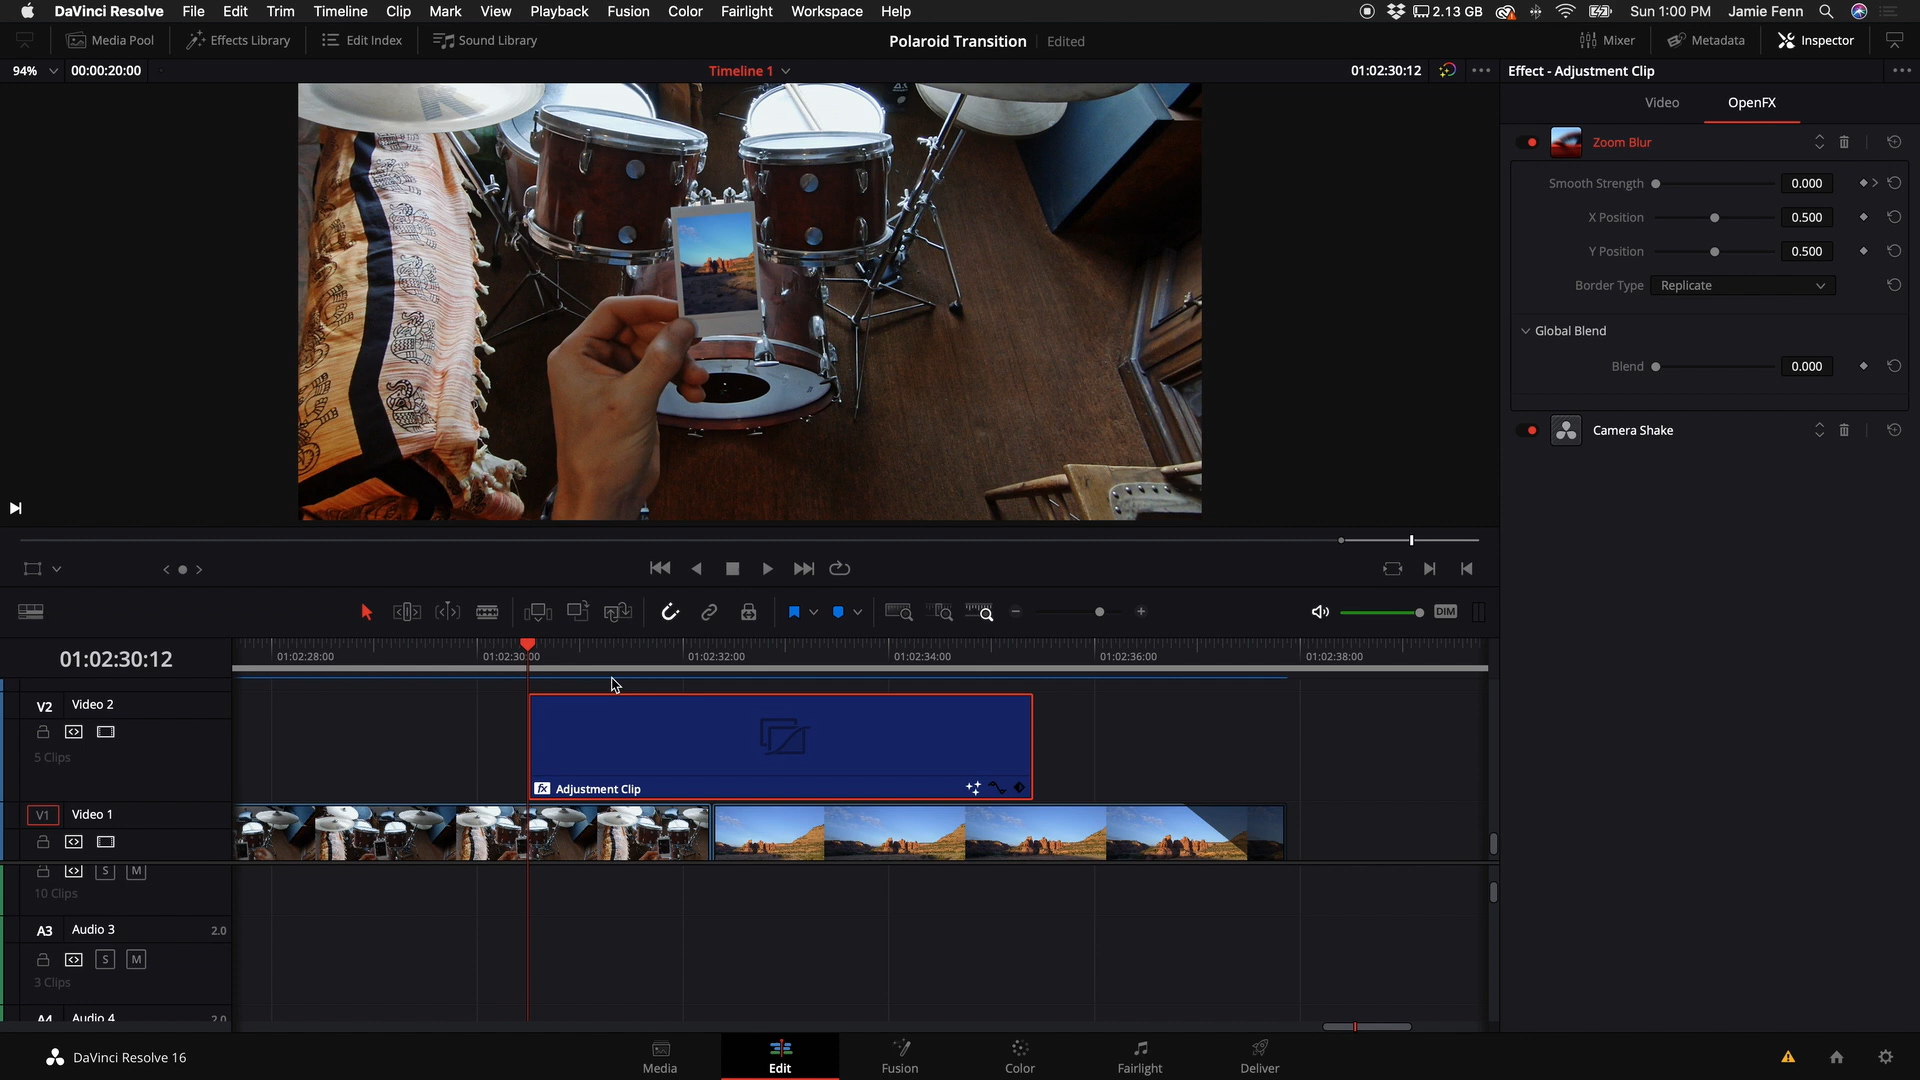 DaVinci Resolve File Edit Trim Timeline Clip Mark View Playback Fusion Color Fairlight Workspace Help 2.13 GB Sun 1:00 PM Jamie Fenn
Media Pool Effects Library Edit Index Sound Library Polaroid Transition Edited Mixer Metadata Inspector
94% 00:00:20:00 Timeline 1 01:02:30:12 Effect - Adjustment Clip
Video OpenFX
Zoom Blur
Smooth Strength 0.000
X Position 0.500
Y Position 0.500
Border Type Replicate
Global Blend
Blend 0.000
Camera Shake
DIM
01:02:30:12 01:02:28:00 01:02:30:00 01:02:32:00 01:02:34:00 01:02:36:00 01:02:38:00
V2 Video 2
5 Clips
fx Adjustment Clip
V1 Video 1
S M
10 Clips
A3 Audio 3 2.0
S M
3 Clips
A4 Audio 4 2.0
DaVinci Resolve 16 Media Edit Fusion Color Fairlight Deliver